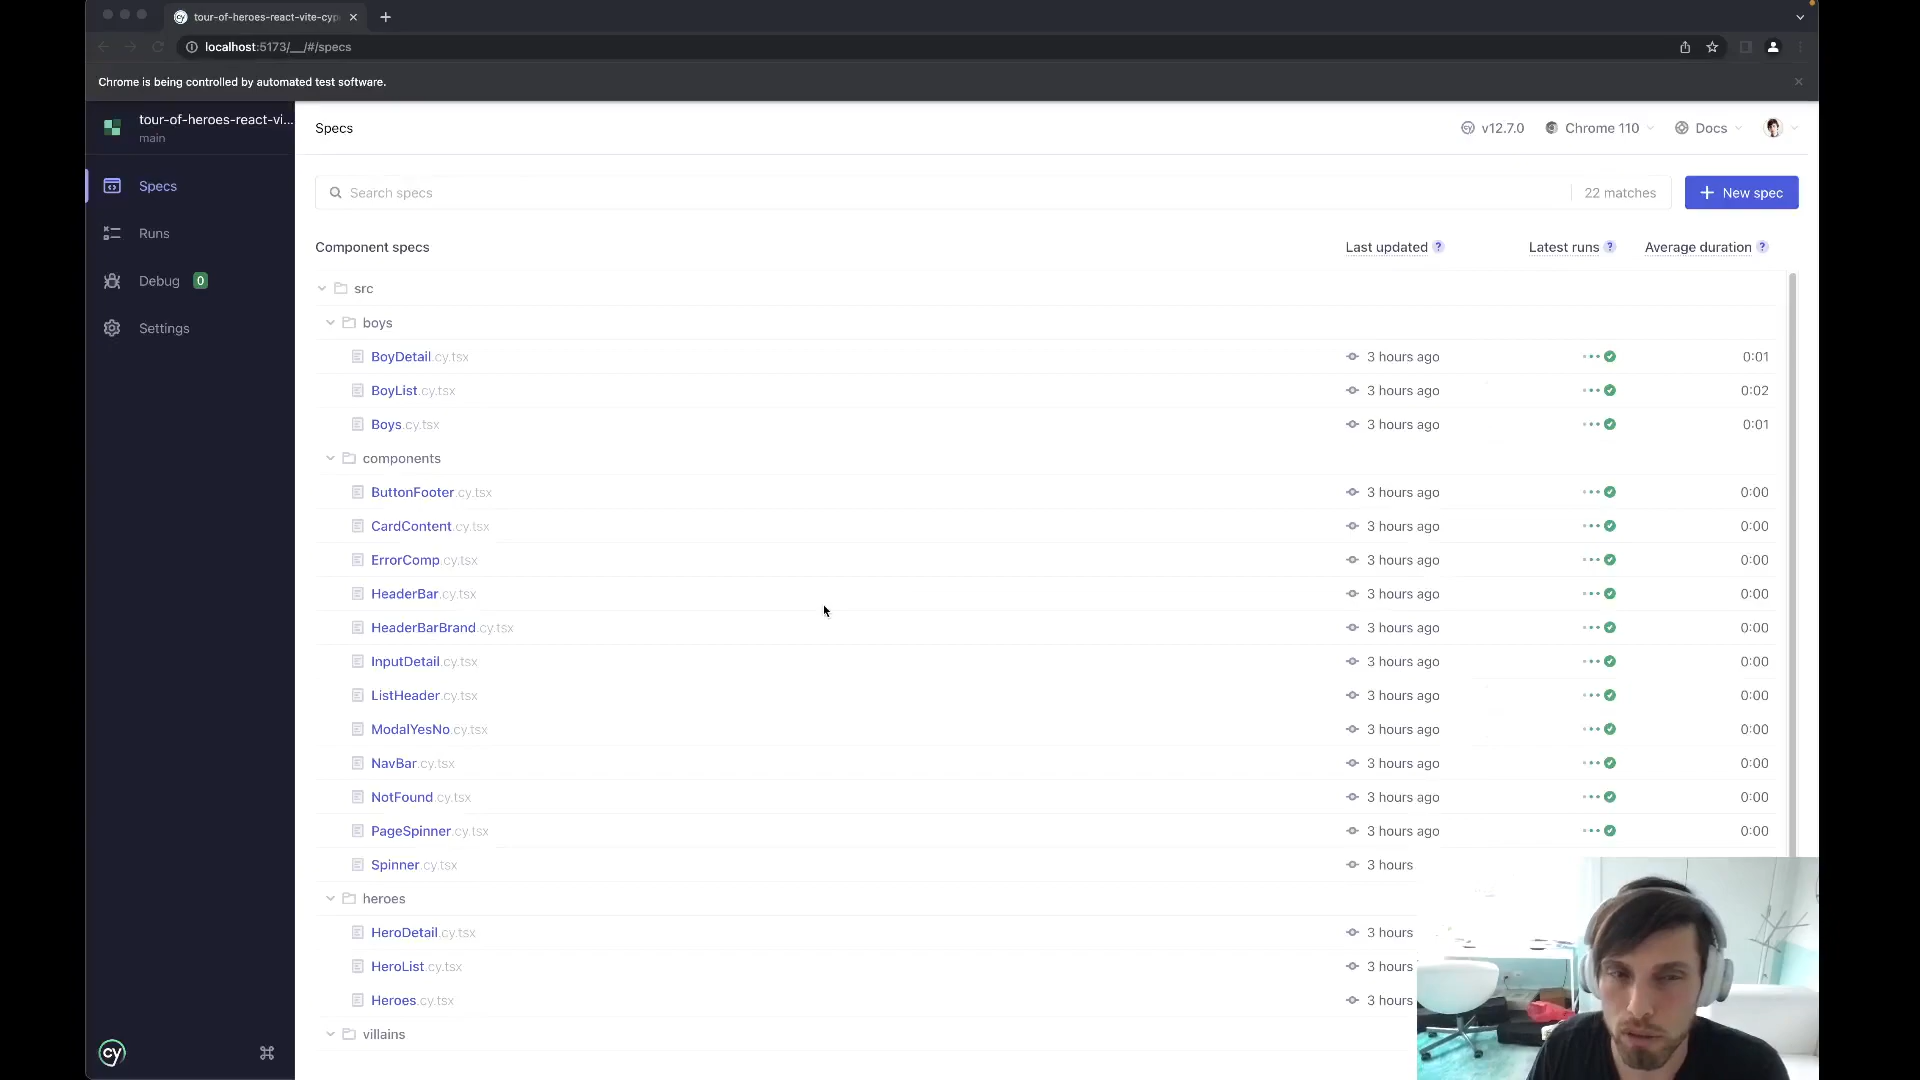 tour-of-heroes-react-vite-cyp
localhost:5173/__/#/specs
Chrome is being controlled by automated test software.
tour-of-heroes-react-vi...
main
Specs
v12.7.0
Chrome 110
Docs
Specs
Runs
Debug 0
Settings
Search specs
22 matches
New spec
Component specs
Last updated ?
Latest runs ?
Average duration ?
src
boys
BoyDetail.cy.tsx 3 hours ago 0:01
BoyList.cy.tsx 3 hours ago 0:02
Boys.cy.tsx 3 hours ago 0:01
components
ButtonFooter.cy.tsx 3 hours ago 0:00
CardContent.cy.tsx 3 hours ago 0:00
ErrorComp.cy.tsx 3 hours ago 0:00
HeaderBar.cy.tsx 3 hours ago 0:00
HeaderBarBrand.cy.tsx 3 hours ago 0:00
InputDetail.cy.tsx 3 hours ago 0:00
ListHeader.cy.tsx 3 hours ago 0:00
ModalYesNo.cy.tsx 3 hours ago 0:00
NavBar.cy.tsx 3 hours ago 0:00
NotFound.cy.tsx 3 hours ago 0:00
PageSpinner.cy.tsx 3 hours ago 0:00
Spinner.cy.tsx 3 hours
heroes
HeroDetail.cy.tsx 3 hours
HeroList.cy.tsx 3 hours
Heroes.cy.tsx 3 hours
villains
cy